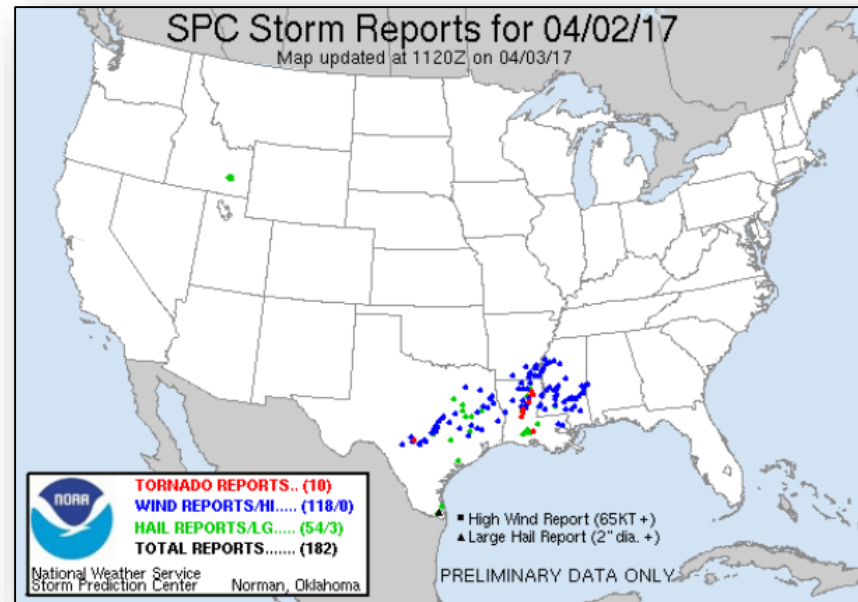 SPC Storm Reports for 04/02/17
Map updated at 1120Z on 04/03/17
NOAA
TORNADO REPORTS.. (10)
WIND REPORTS/HI..... (118/0)
HAIL REPORTS/LG..... (54/3)
TOTAL REPORTS....... (182)
National Weather Service
Storm Prediction Center Norman, Oklahoma
High Wind Report (65KT +)
Large Hail Report (2" dia. +)
PRELIMINARY DATA ONLY